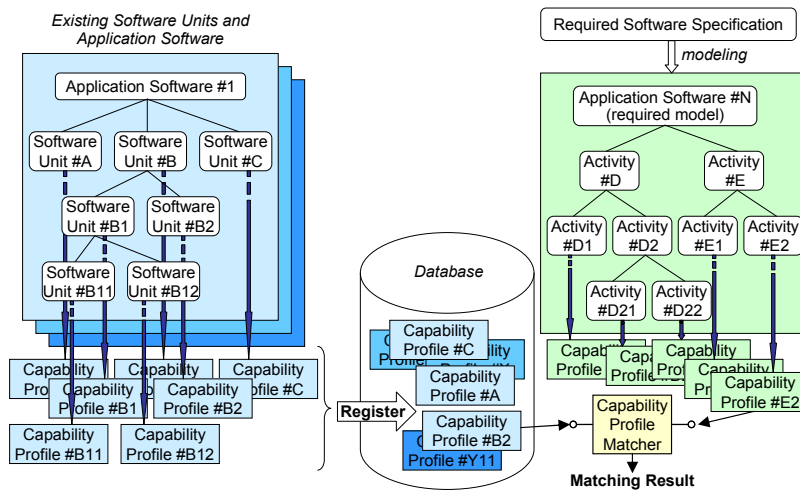 Existing Software Units and
Application Software
Application Software #1
Software
Unit #A
Software
Unit #B
Software
Unit #C
Software
Unit #B1
Software
Unit #B2
Software
Unit #B11
Software
Unit #B12
Capability
Capability
Capability
Profile #C
Capability
Profile #B1
Capability
Profile #B2
Capability
Profile #B11
Capability
Profile #B12
Register
Database
Capability
Profile #C
Capability
Profile #A
Capability
Profile #B2
Profile #Y11
Required Software Specification
modeling
Application Software #N
(required model)
Activity
#D
Activity
#E
Activity
#D1
Activity
#D2
Activity
#E1
Activity
#E2
Activity
#D21
Activity
#D22
Capability
Profile
Capability
Capability
Capability
Capability
Profile #E2
Capability
Profile
Matcher
Matching Result